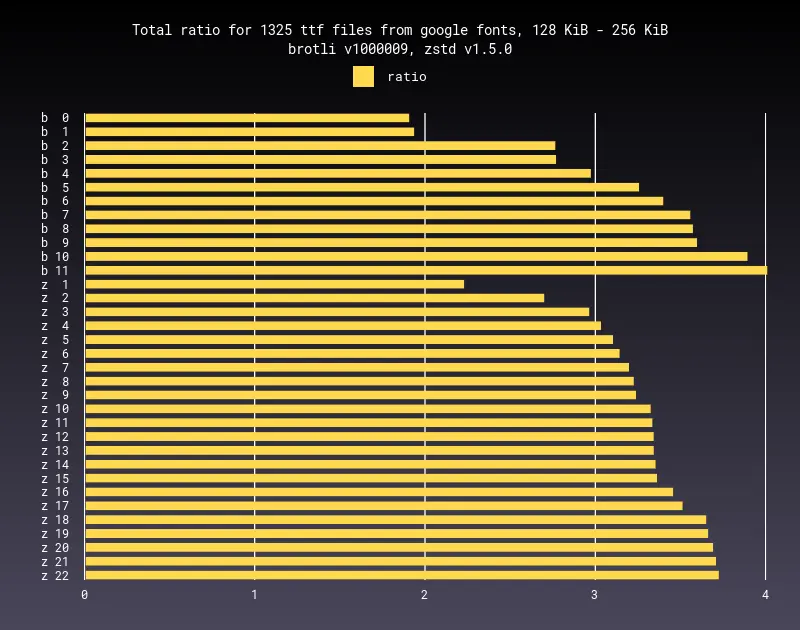 Total ratio for 1325 ttf files from google fonts, 128 KiB - 256 KiB
brotli v1000009, zstd v1.5.0
ratio
b 0
b 1
b 2
b 3
b 4
b 5
b 6
b 7
b 8
b 9
b 10
b 11
z 1
z 2
z 3
z 4
z 5
z 6
z 7
z 8
z 9
z 10
z 11
z 12
z 13
z 14
z 15
z 16
z 17
z 18
z 19
z 20
z 21
z 22
0 1 2 3 4